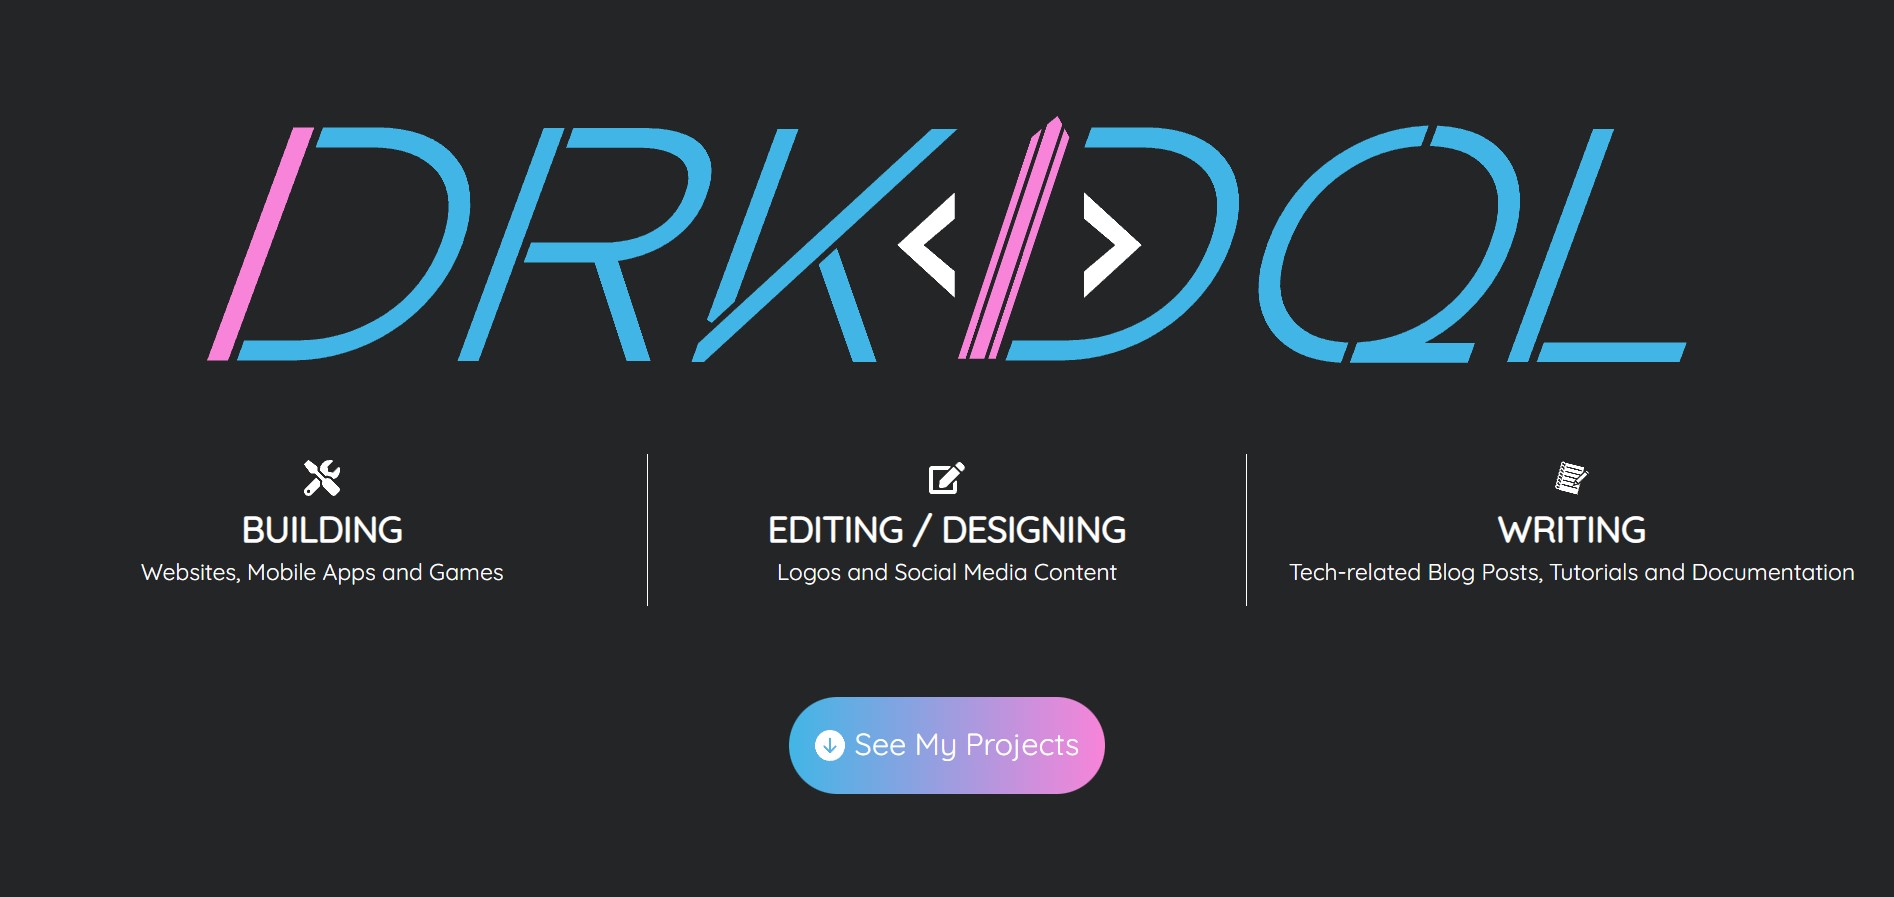 DRK<D>QL
BUILDING
Websites, Mobile Apps and Games
EDITING / DESIGNING
Logos and Social Media Content
WRITING
Tech-related Blog Posts, Tutorials and Documentation
See My Projects